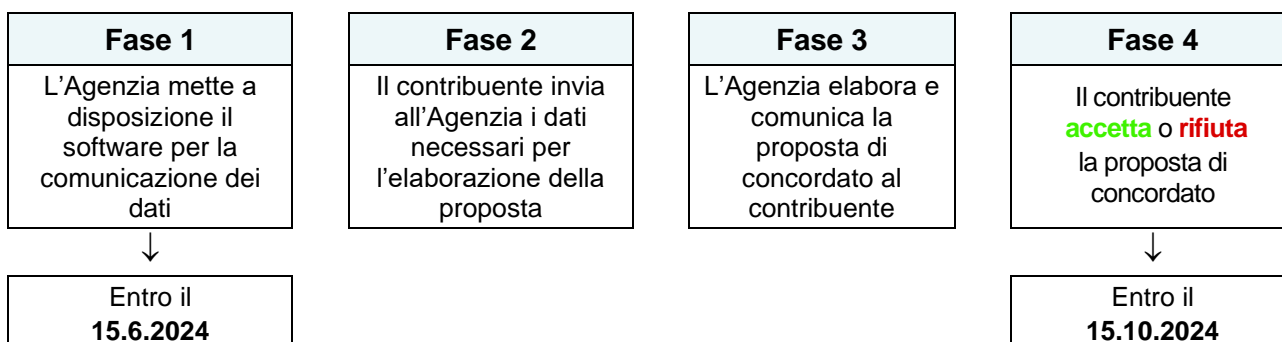 Fase 1
L'Agenzia mette a
disposizione il
software per la
comunicazione dei
dati
↓
Entro il
15.6.2024
Fase 2
Il contribuente invia
all'Agenzia i dati
necessari per
l'elaborazione della
proposta
Fase 3
L'Agenzia elabora e
comunica la
proposta di
concordato al
contribuente
Fase 4
Il contribuente
accetta o rifiuta
la proposta di
concordato
↓
Entro il
15.10.2024